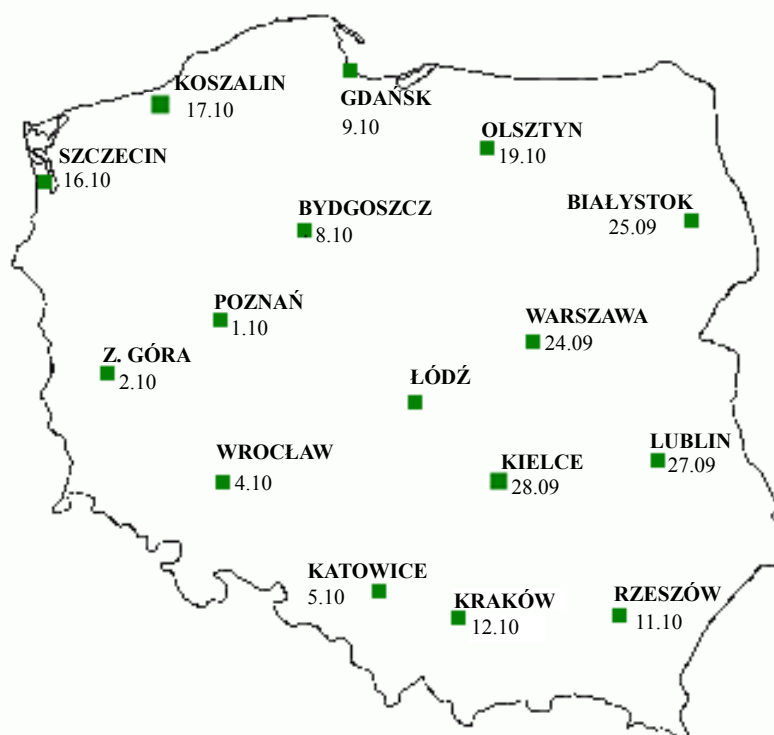 KOSZALIN
17.10
GDAŃSK
9.10
OLSZTYN
19.10
SZCZECIN
16.10
BIAŁYSTOK
25.09
BYDGOSZCZ
8.10
POZNAŃ
1.10
WARSZAWA
24.09
Z. GÓRA
2.10
ŁÓDŹ
LUBLIN
27.09
WROCŁAW
4.10
KIELCE
28.09
KATOWICE
5.10
KRAKÓW
12.10
RZESZÓW
11.10